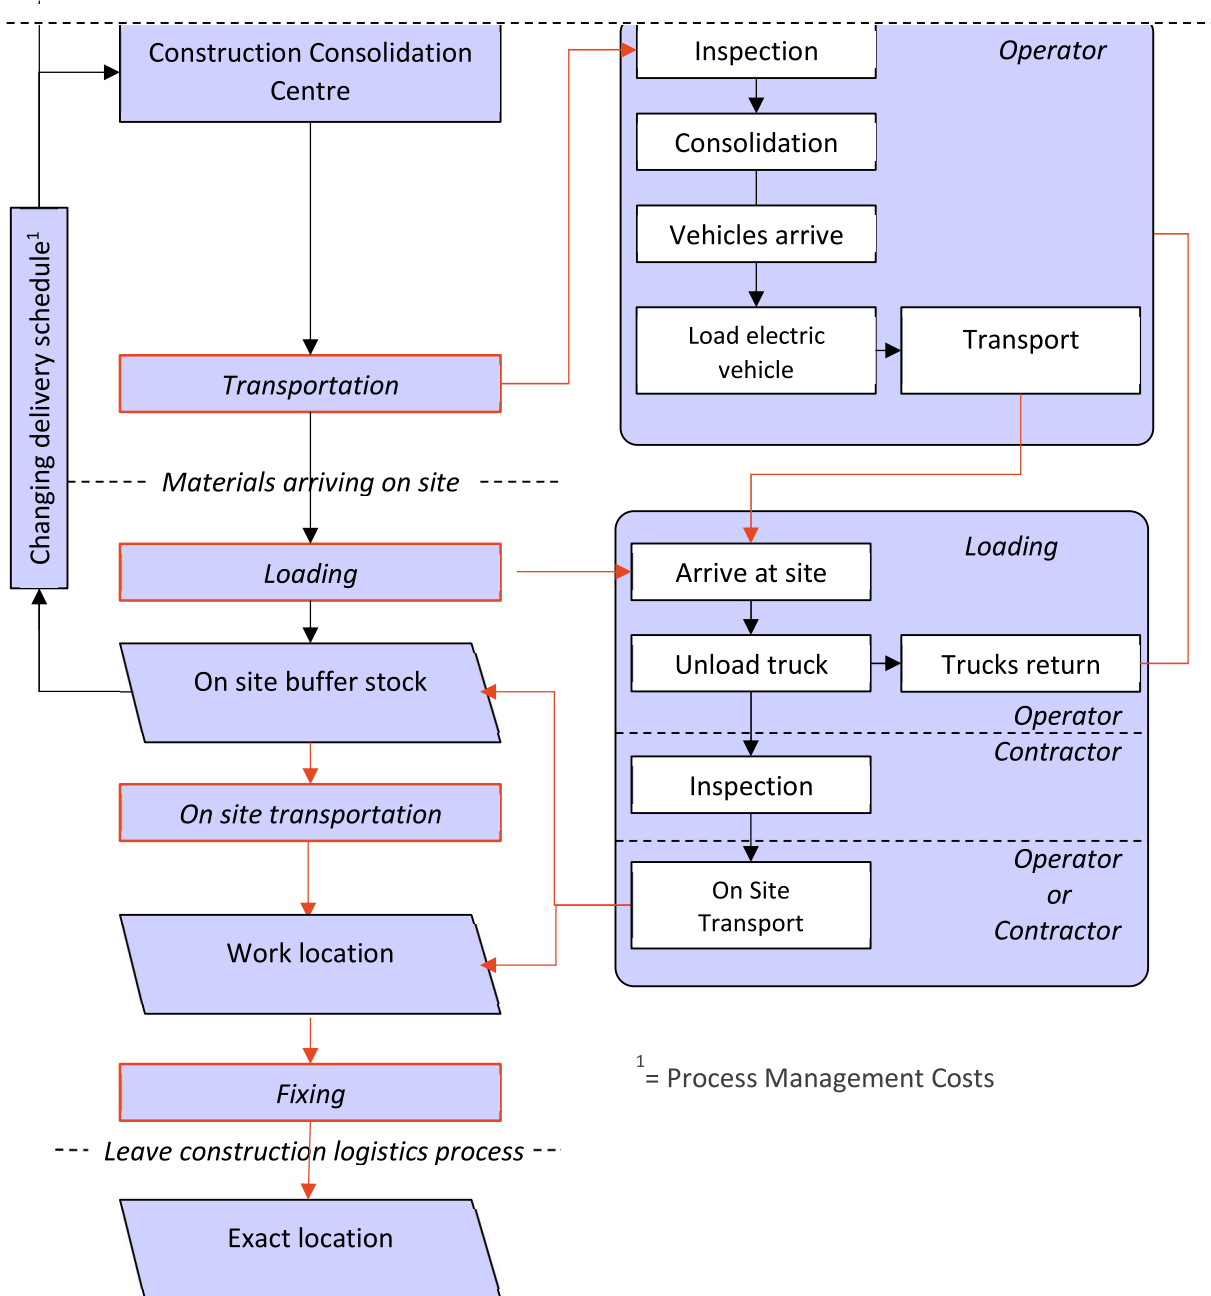 Construction Consolidation
Centre
Changing delivery schedule1
Transportation
Materials arriving on site
Loading
On site buffer stock
On site transportation
Work location
Fixing
Leave construction logistics process
Exact location
Inspection
Operator
Consolidation
Vehicles arrive
Load electric
vehicle
Transport
Loading
Arrive at site
Unload truck
Trucks return
Operator
Contractor
Inspection
On Site
Transport
Operator
or
Contractor
1= Process Management Costs